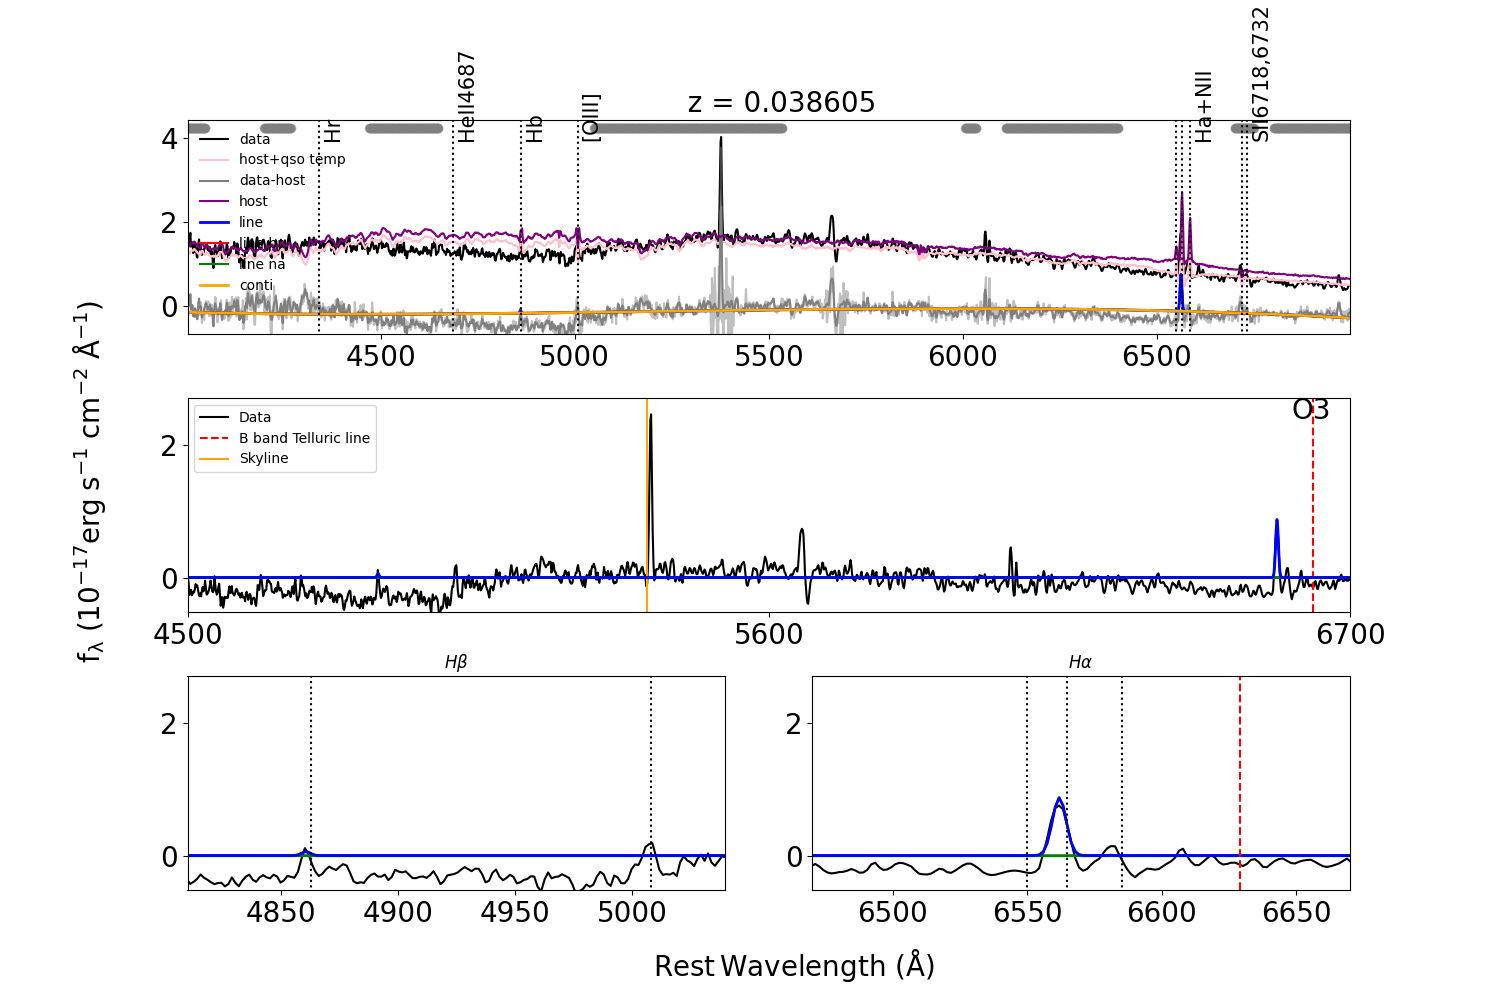 z = 0.038605
Hr
HeII4687
Hb
[OIII]
Ha+NII
SII6718,6732
data
host+qso temp
data-host
host
line
line na
conti
4
2
0
4500
5000
5500
6000
6500
fλ (10⁻¹⁷erg s⁻¹ cm⁻² Å⁻¹)
O3
Data
B band Telluric line
Skyline
2
0
4500
5600
6700
Hβ
Hα
2
0
4850
4900
4950
5000
2
0
6500
6550
6600
6650
Rest Wavelength (Å)